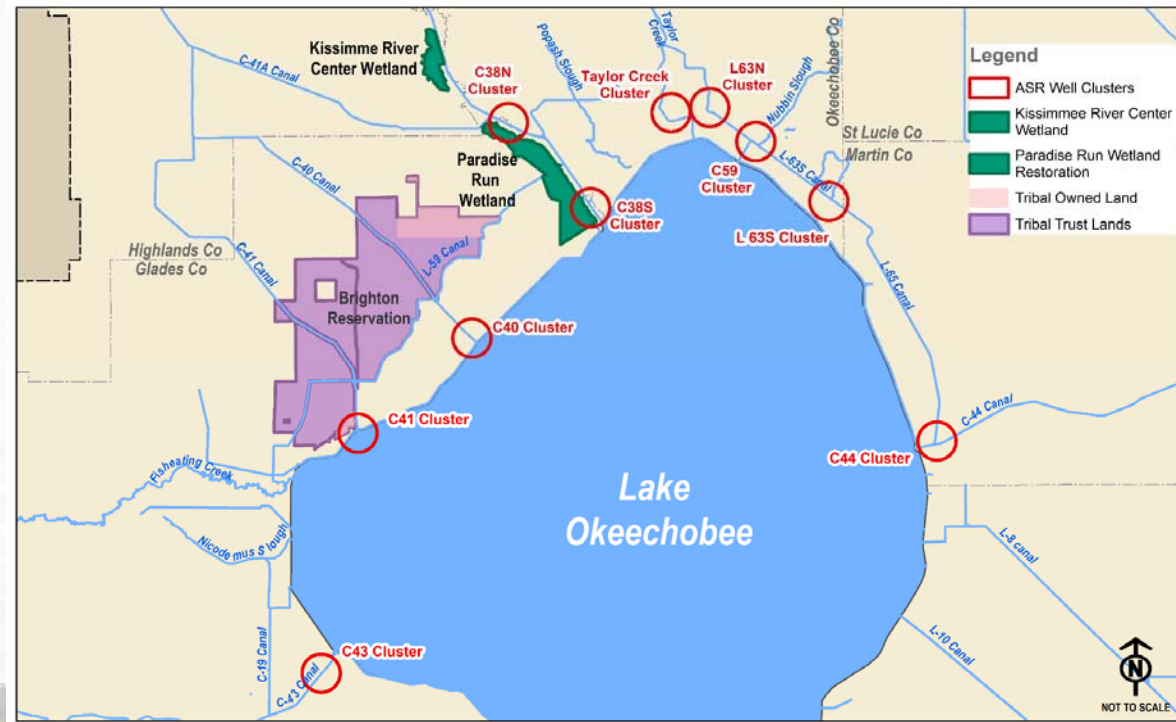 Kissimme River
Center Wetland
C-41A Canal
C38N
Cluster
Popash Slough
Taylor
Creek
Taylor Creek
Cluster
L63N
Cluster
Nubbin Slough
Okeechobee Co
St Lucie Co
Martin Co
Legend
ASR Well Clusters
Kissimmee River Center
Wetland
Paradise Run Wetland
Restoration
Tribal Owned Land
Tribal Trust Lands
C-40 Canal
Paradise
Run
Wetland
C59
Cluster
L-63S Canal
C38S
Cluster
L 63S Cluster
Highlands Co
Glades Co
C-41 Canal
L-59 Canal
L-65 Canal
Brighton
Reservation
C40 Cluster
C41 Cluster
C-44 Canal
C44 Cluster
Fisheating Creek
Lake
Okeechobee
Nicodemus Slough
L-8 canal
C-19 Canal
L-10 Canal
C43 Cluster
C-43 Canal
N
NOT TO SCALE